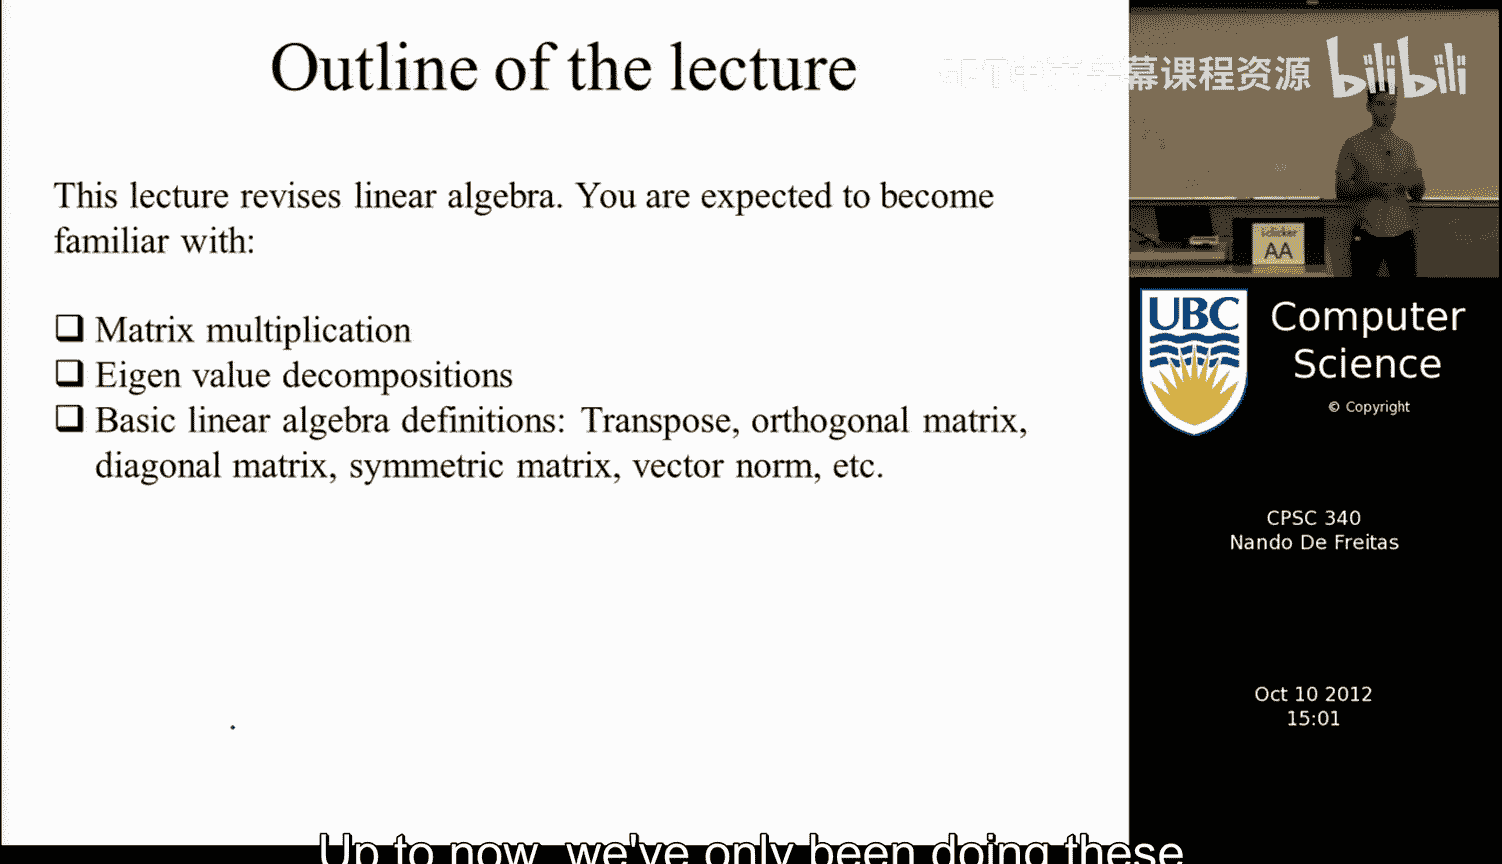 Outline of the lecture
This lecture revises linear algebra. You are expected to become
familiar with:
Matrix multiplication
Eigen value decompositions
Basic linear algebra definitions: Transpose, orthogonal matrix,
diagonal matrix, symmetric matrix, vector norm, etc.
幕课程资源 bilibili
AA
UBC
Computer
Science
© Copyright
CPSC 340
Nando De Freitas
Oct 10 2012
15:01
Up to now, we've only been doing these